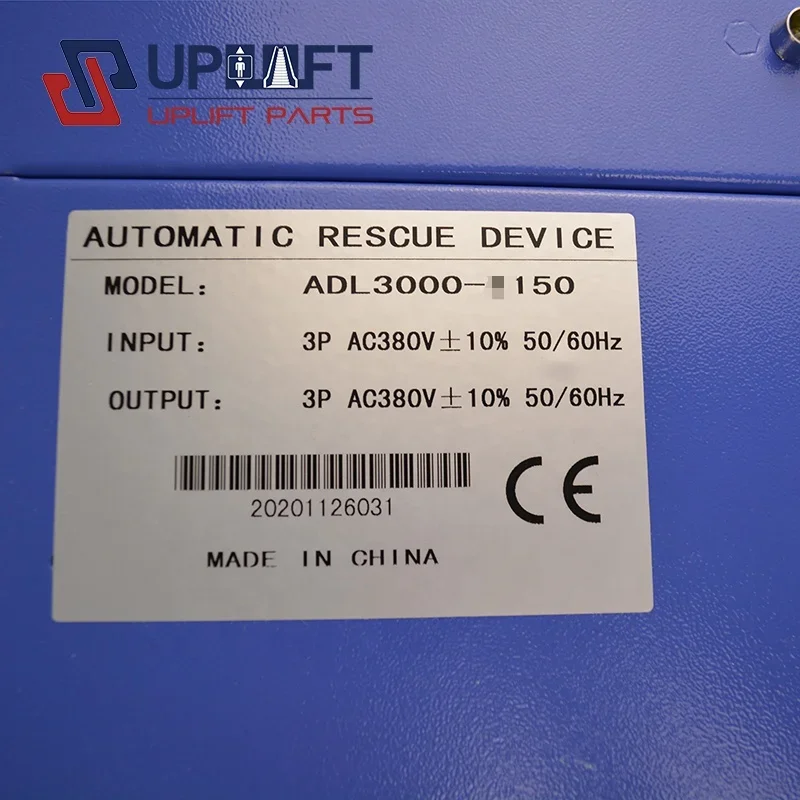 UPLIFT
UPLIFT PARTS
AUTOMATIC RESCUE DEVICE
MODEL: ADL3000- 150
INPUT: 3P AC380V±10% 50/60Hz
OUTPUT: 3P AC380V±10% 50/60Hz
20201126031
CE
MADE IN CHINA